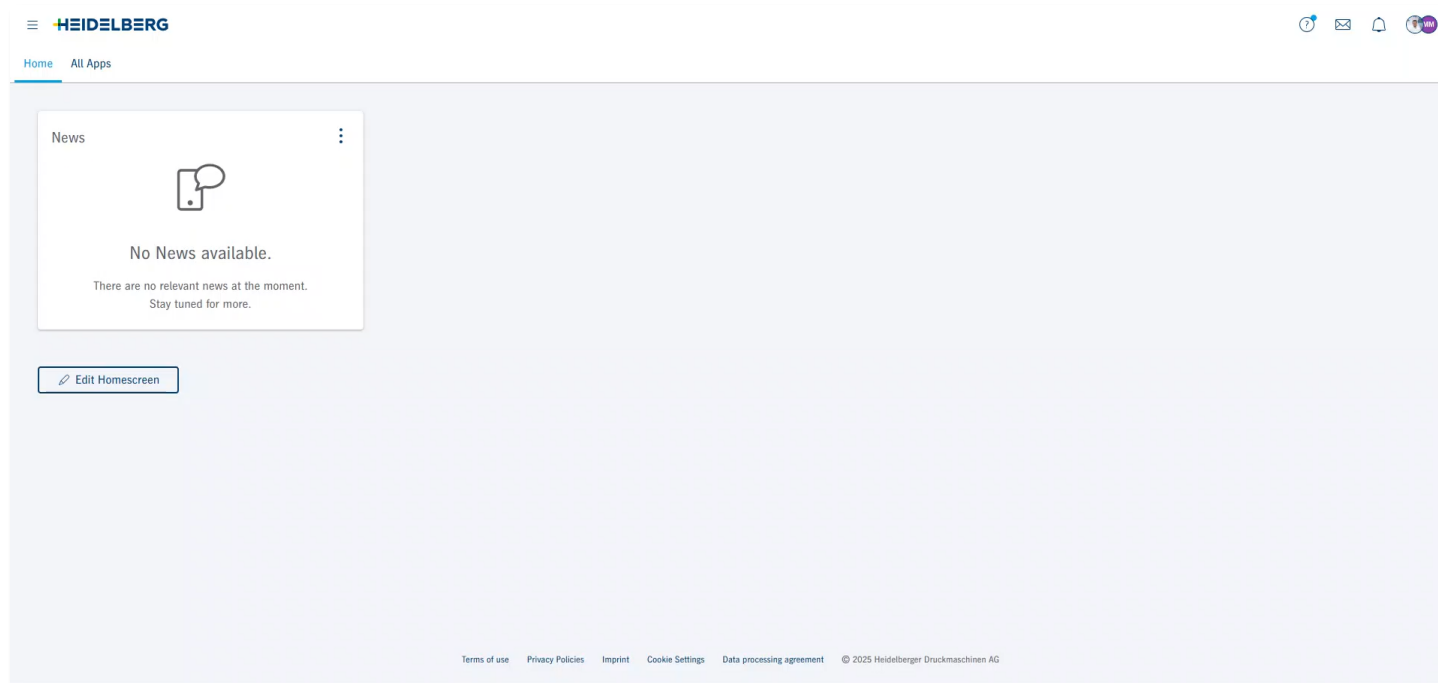 HEIDELBERG
?
MM
Home All Apps
News
No News available.
There are no relevant news at the moment.
Stay tuned for more.
Edit Homescreen
Terms of use Privacy Policies Imprint Cookie Settings Data processing agreement © 2025 Heidelberger Druckmaschinen AG